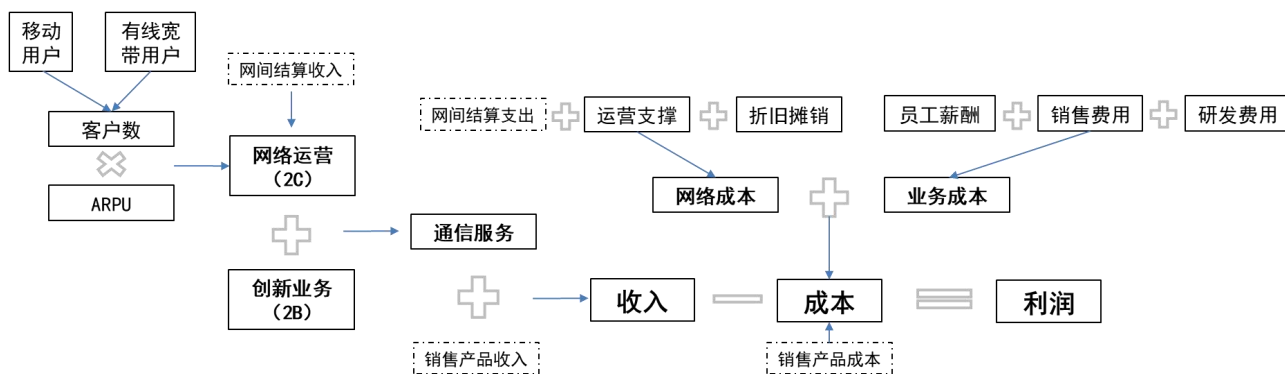 移动
用户
有线宽
带用户
网间结算收入
客户数
ARPU
网络运营
（2C）
创新业务
（2B）
通信服务
销售产品收入
网间结算支出
运营支撑
折旧摊销
网络成本
员工薪酬
销售费用
研发费用
业务成本
收入
成本
利润
销售产品成本